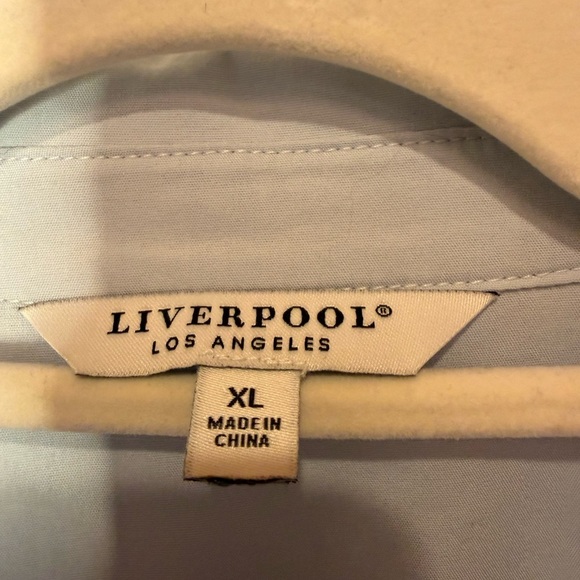 LIVERPOOL®
LOS ANGELES
XL
MADE IN
CHINA